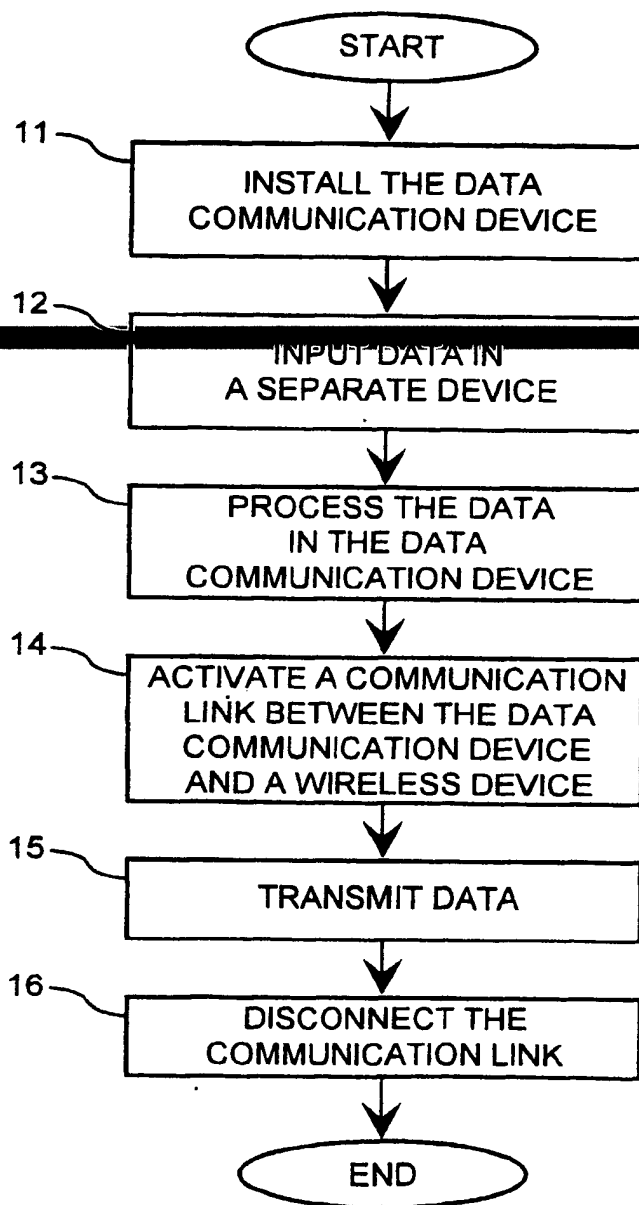 START
11
INSTALL THE DATA
COMMUNICATION DEVICE
12
INPUT DATA IN
A SEPARATE DEVICE
13
PROCESS THE DATA
IN THE DATA
COMMUNICATION DEVICE
14
ACTIVATE A COMMUNICATION
LINK BETWEEN THE DATA
COMMUNICATION DEVICE
AND A WIRELESS DEVICE
15
TRANSMIT DATA
16
DISCONNECT THE
COMMUNICATION LINK
END